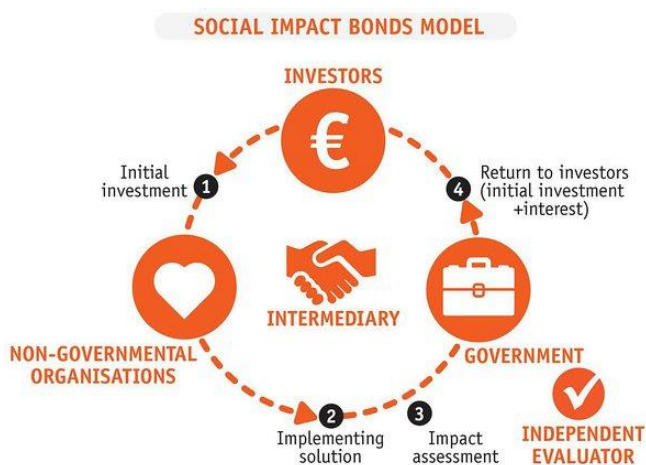 SOCIAL IMPACT BONDS MODEL
INVESTORS
€
Initial
investment
1
4
Return to investors
(initial investment
+interest)
INTERMEDIARY
NON-GOVERNMENTAL
ORGANISATIONS
GOVERNMENT
2
Implementing
solution
3
Impact
assessment
INDEPENDENT
EVALUATOR